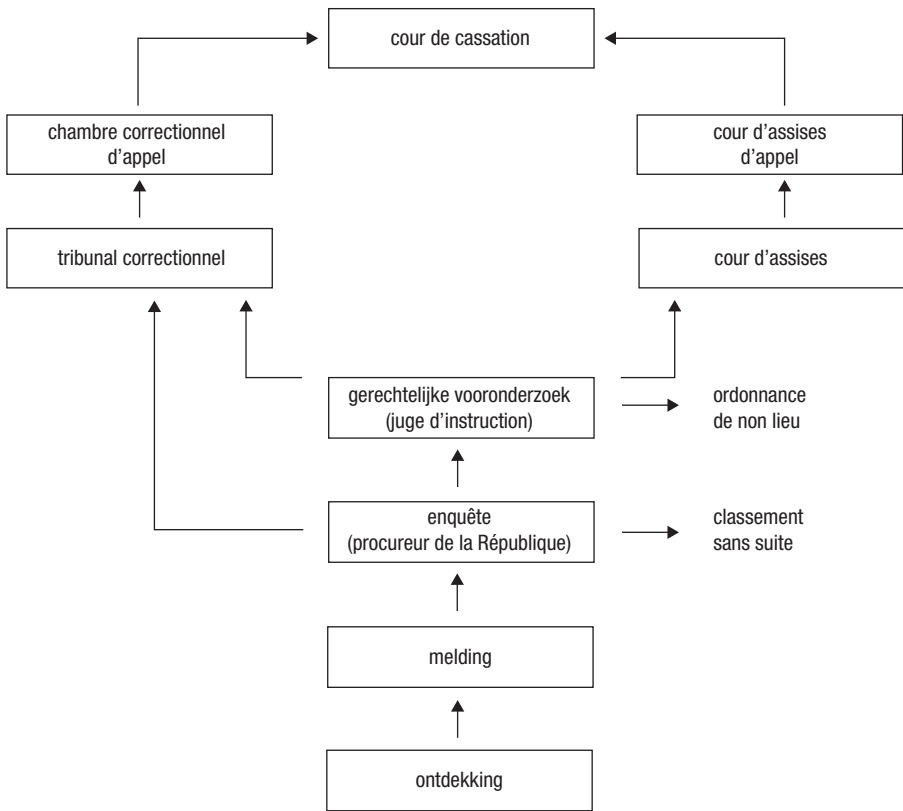 cour de cassation
chambre correctionnel
d'appel
cour d'assises
d'appel
tribunal correctionnel
cour d'assises
gerechtelijke vooronderzoek
(juge d'instruction)
ordonnance
de non lieu
enquête
(procureur de la République)
classement
sans suite
melding
ontdekking